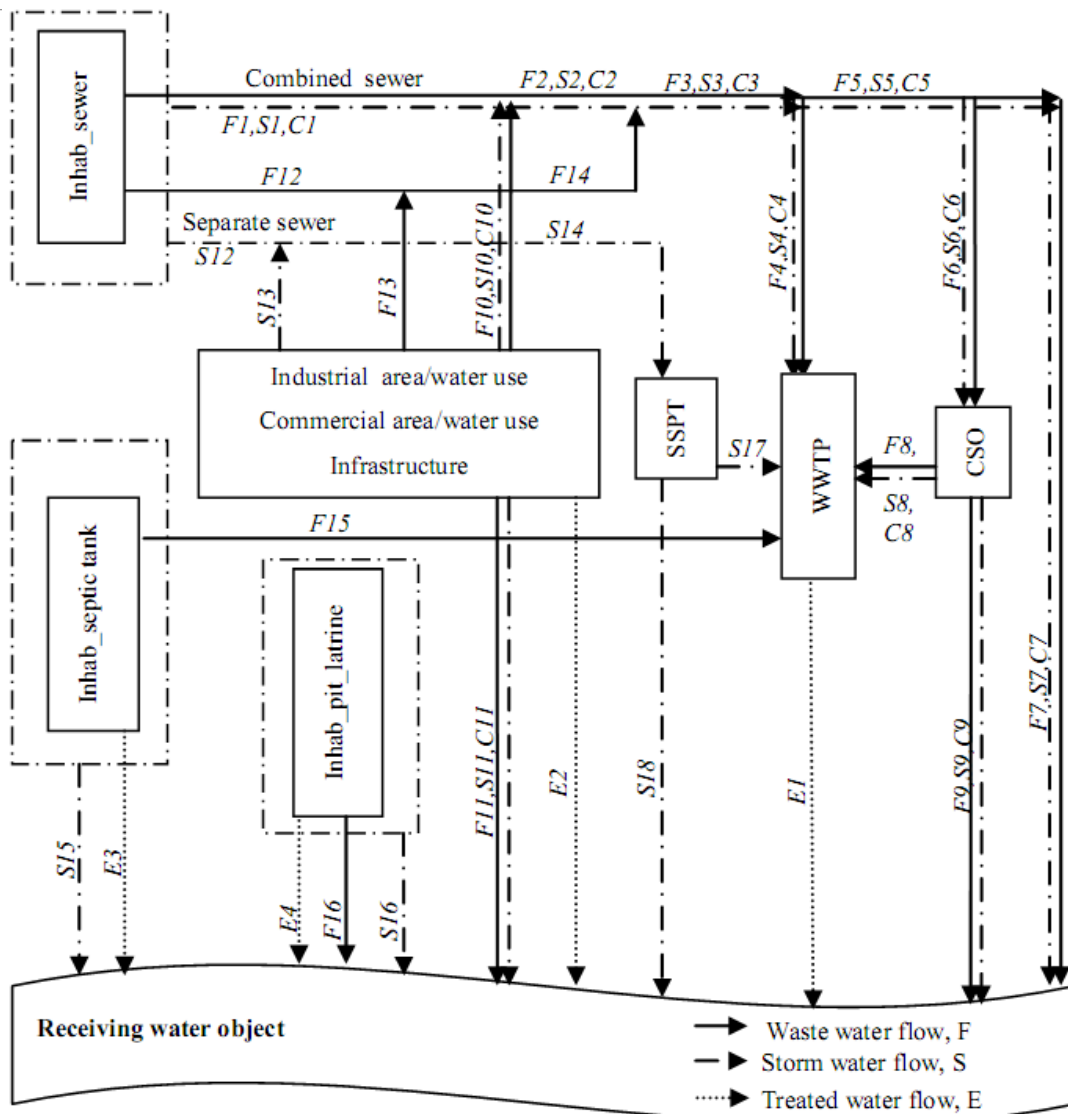 Inhab_sewer
Combined sewer
F2,S2,C2
F3,S3,C3
F5,S5,C5
F1,S1,C1
F12
F14
Separate sewer
S12
S14
S13
F13
F10,S10,C10
F4,S4,C4
F6,S6,C6
Industrial area/water use
Commercial area/water use
Infrastructure
SSPT
S17
WWTP
F8,
S8,
C8
CSO
F15
Inhab_septic tank
Inhab_pit_latrine
F7,S7,C7
S15
E3
E4
F16
S16
F11,S11,C11
E2
S18
E1
F9,S9,C9
Receiving water object
Waste water flow, F
Storm water flow, S
Treated water flow, E